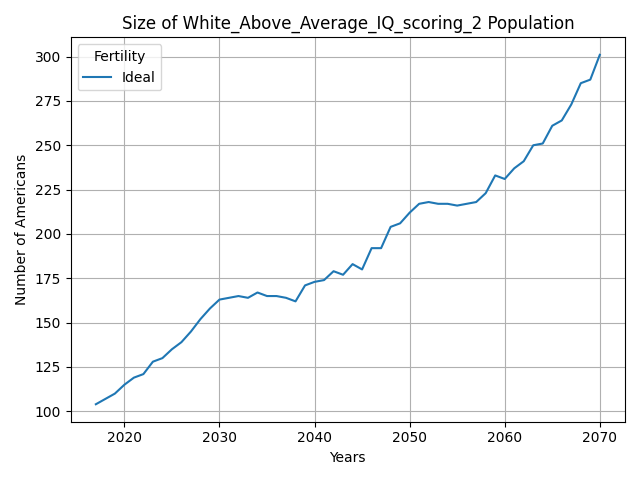 Size of White_Above_Average_IQ_scoring_2 Population
Fertility
Ideal
Number of Americans
300
275
250
225
200
175
150
125
100
2020 2030 2040 2050 2060 2070
Years